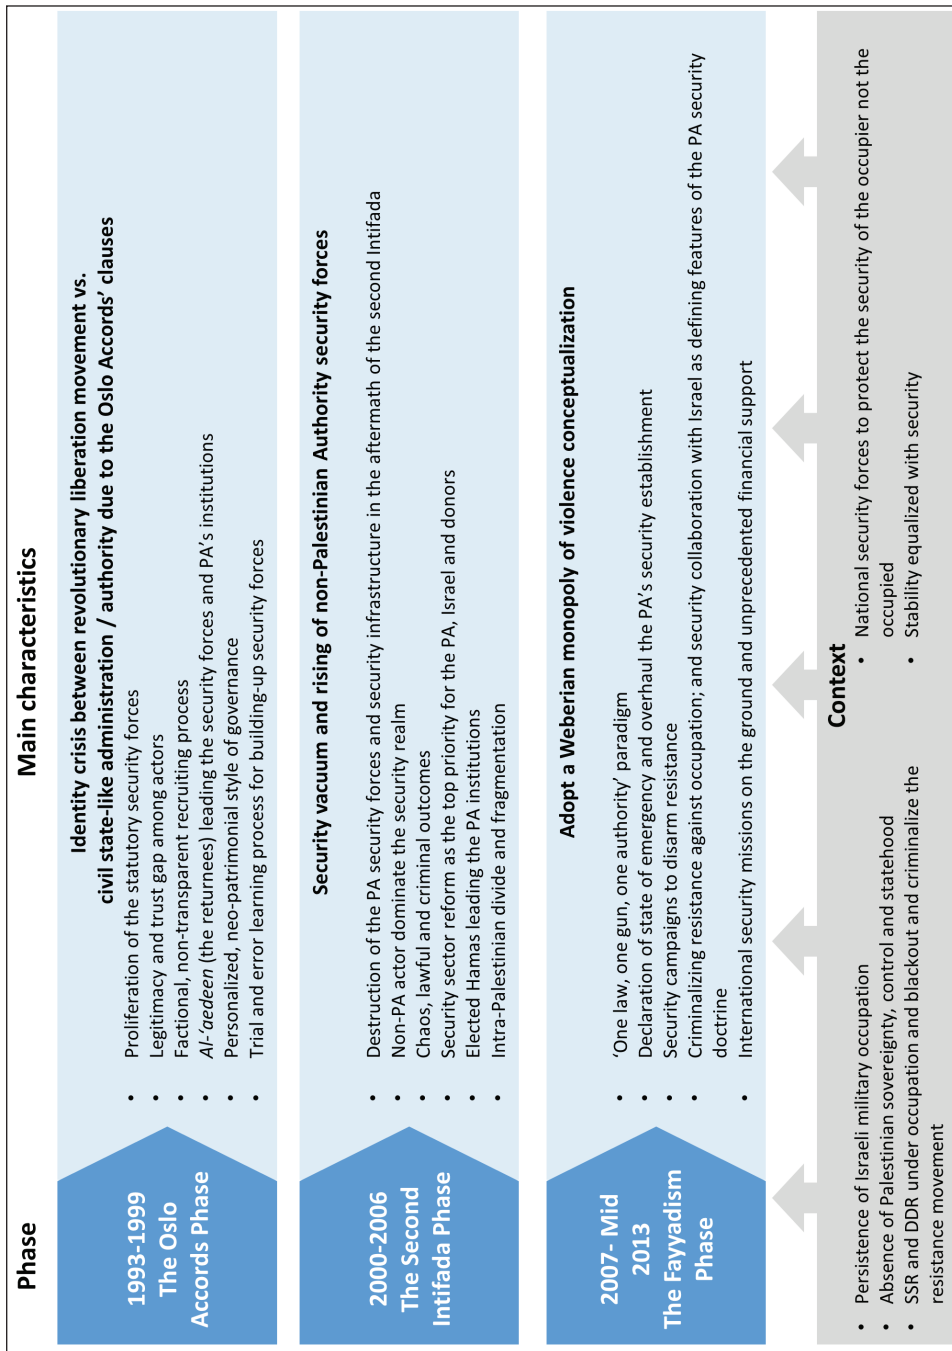 Phase
Main characteristics
1993-1999
The Oslo
Accords Phase
Identity crisis between revolutionary liberation movement vs.
civil state-like administration / authority due to the Oslo Accords’ clauses
• Proliferation of the statutory security forces
• Legitimacy and trust gap among actors
• Factional, non-transparent recruiting process
• Al-‘aedeen (the returnees) leading the security forces and PA’s institutions
• Personalized, neo-patrimonial style of governance
• Trial and error learning process for building-up security forces
2000-2006
The Second
Intifada Phase
Security vacuum and rising of non-Palestinian Authority security forces
• Destruction of the PA security forces and security infrastructure in the aftermath of the second Intifada
• Non-PA actor dominate the security realm
• Chaos, lawful and criminal outcomes
• Security sector reform as the top priority for the PA, Israel and donors
• Elected Hamas leading the PA institutions
• Intra-Palestinian divide and fragmentation
2007- Mid
2013
The Fayyadism
Phase
Adopt a Weberian monopoly of violence conceptualization
• ‘One law, one gun, one authority’ paradigm
• Declaration of state of emergency and overhaul the PA’s security establishment
• Security campaigns to disarm resistance
• Criminalizing resistance against occupation; and security collaboration with Israel as defining features of the PA security
doctrine
• International security missions on the ground and unprecedented financial support
Context
• Persistence of Israeli military occupation
• Absence of Palestinian sovereignty, control and statehood
• SSR and DDR under occupation and blackout and criminalize the
resistance movement
• National security forces to protect the security of the occupier not the
occupied
• Stability equalized with security